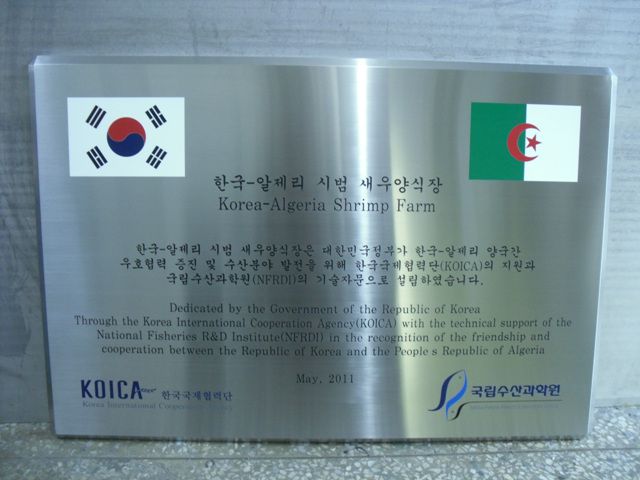 한국-알제리 시범 새우양식장
Korea-Algeria Shrimp Farm
한국-알제리 시범 새우양식장은 대한민국정부가 한국-알제리 양국간
우호협력 증진 및 수산분야 발전을 위해 한국국제협력단(KOICA)의 지원과
국립수산과학원(NFRDI)의 기술자문으로 설립하였습니다.
Dedicated by the Government of the Republic of Korea
Through the Korea International Cooperation Agency(KOICA) with the technical support of the
National Fisheries R&D Institute(NFRDI) in the recognition of the friendship and
cooperation between the Republic of Korea and the People s Republic of Algeria
May, 2011
KOICA 한국국제협력단
Korea International Cooperation Agency
국립수산과학원